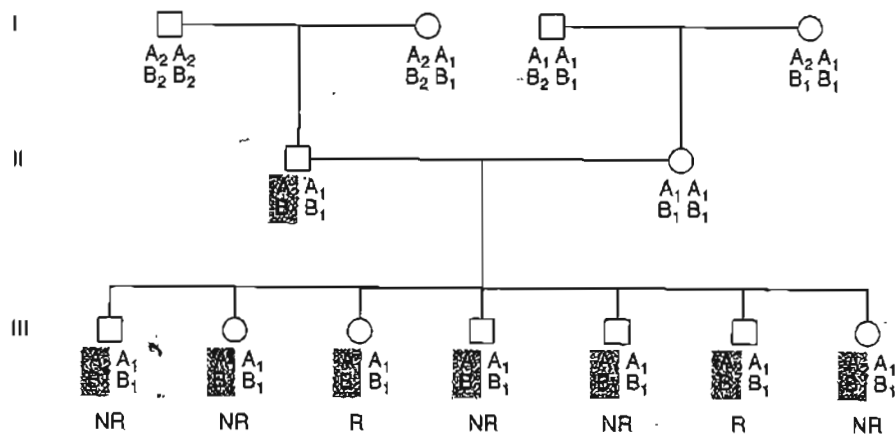 I
A₂ A₂ A₂ A₁ A₁ A₁ A₂ A₁
B₂ B₂ B₂ B₁ B₂ B₁ B₁ B₁
II
A₁ A₁ A₁
B₁ B₁ B₁
III
A₁ A₁ A₁ A₁ A₁ A₁ A₁
B₁ B₁ B₁ B₁ B₁ B₁ B₁
NR NR R NR NR R NR